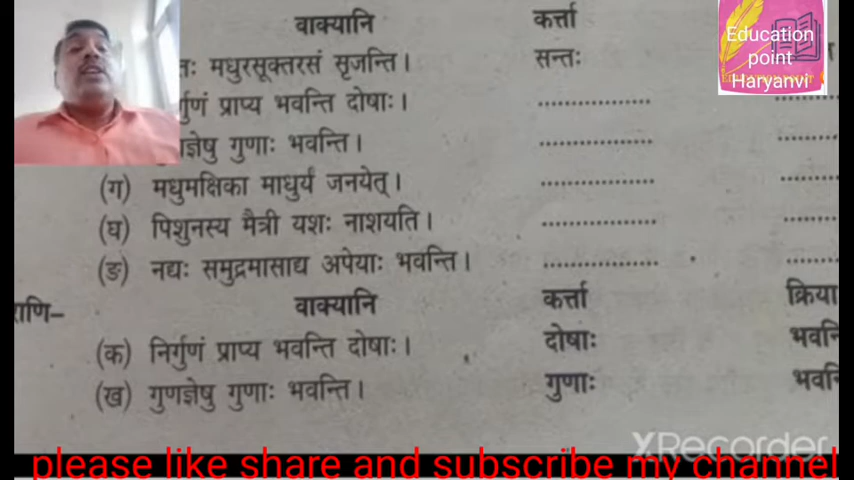 वाक्यानि कर्त्ता
मधुरसूक्तरसं सृजन्ति। सन्तः
प्राप्य भवन्ति दोषाः। ....................
गुणाः भवन्ति। ....................
(ग) मधुमक्षिका माधुर्यं जनयेत्। ....................
(घ) पिशुनस्य मैत्री यशः नाशयति। ....................
(ङ) नद्यः समुद्रमासाद्य अपेयाः भवन्ति। ....................
वाक्यानि कर्त्ता क्रिया
(क) निर्गुणं प्राप्य भवन्ति दोषाः। दोषाः
(ख) गुणज्ञेषु गुणाः भवन्ति। गुणाः
Education
point
Haryanvi
XRecorder
please like share and subscribe my channel